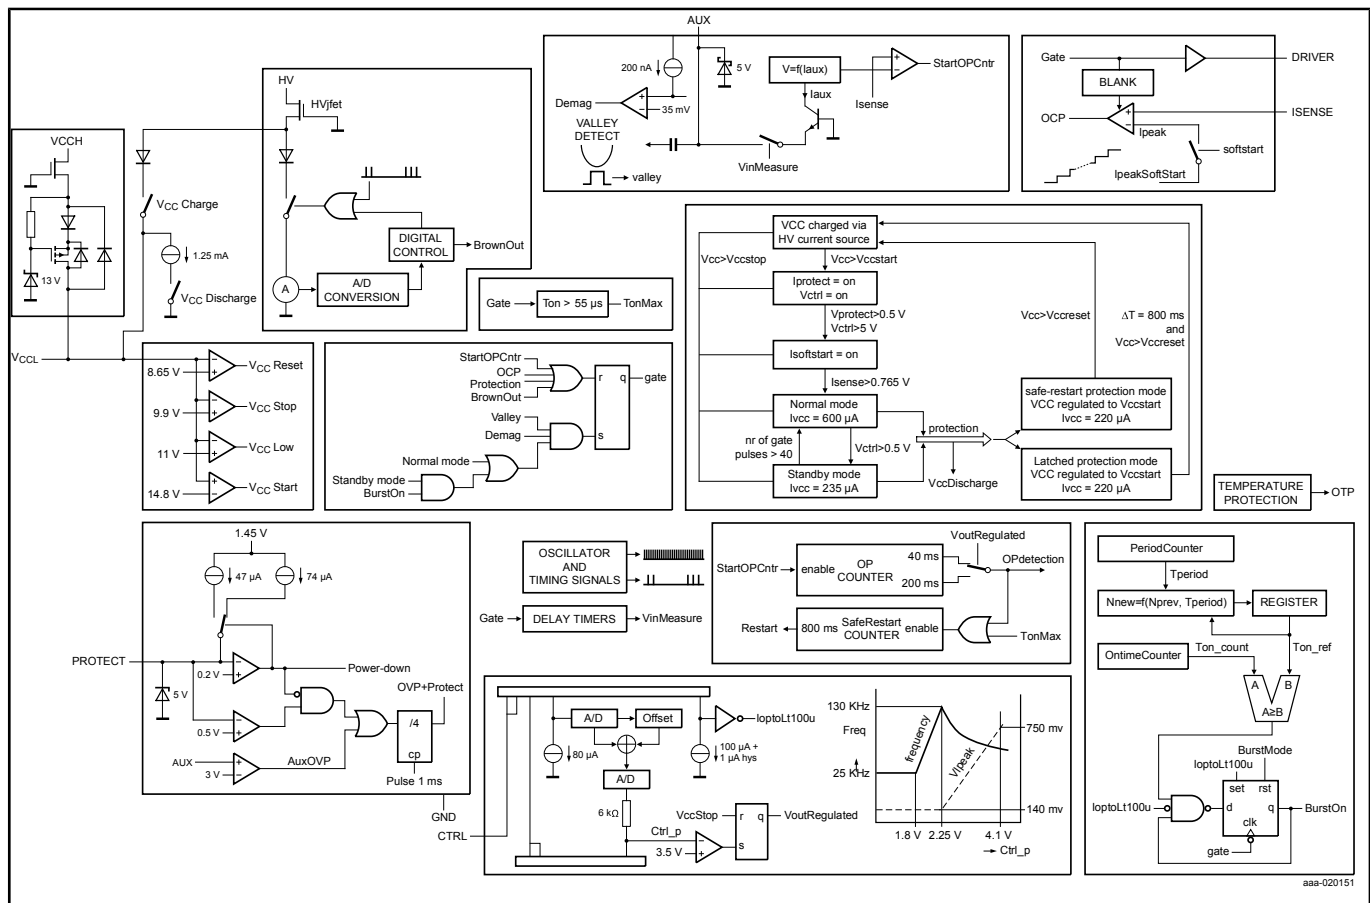 AUX
200 nA
5 V
Demag
+
−
35 mV
VALLEY
DETECT
valley
V=f(Iaux)
Iaux
VinMeasure
Isense
−
StartOPCntr
Gate
BLANK
DRIVER
OCP
+
−
Ipeak
ISENSE
softstart
IpeakSoftStart
HV
HVjfet
DIGITAL
CONTROL
BrownOut
A
A/D
CONVERSION
VCCH
13 V
VCC Charge
1.25 mA
VCC Discharge
VCCL
8.65 V
−
+
VCC Reset
9.9 V
−
+
VCC Stop
11 V
−
+
VCC Low
14.8 V
+
−
VCC Start
Gate
Ton > 55 µs
TonMax
StartOPCntr
OCP
Protection
BrownOut
r
q
gate
s
Valley
Demag
Normal mode
Standby mode
BurstOn
VCC charged via
HV current source
Vcc>Vccstop
Vcc>Vccstart
Iprotect = on
Vctrl = on
Vprotect>0.5 V
Vctrl>5 V
Isoftstart = on
Isense>0.765 V
Normal mode
Ivcc = 600 µA
nr of gate
pulses > 40
Vctrl>0.5 V
Standby mode
Ivcc = 235 µA
protection
VccDischarge
Vcc>Vccreset
ΔT = 800 ms
and
Vcc>Vccreset
safe-restart protection mode
VCC regulated to Vccstart
Ivcc = 220 µA
Latched protection mode
VCC regulated to Vccstart
Ivcc = 220 µA
TEMPERATURE
PROTECTION
OTP
1.45 V
47 µA
74 µA
PROTECT
5 V
0.2 V
−
+
Power-down
0.5 V
−
+
AUX
3 V
+
−
AuxOVP
OVP+Protect
/4
cp
Pulse 1 ms
GND
OSCILLATOR
AND
TIMING SIGNALS
Gate
DELAY TIMERS
VinMeasure
StartOPCntr
enable
OP
COUNTER
40 ms
200 ms
VoutRegulated
OPdetection
Restart
800 ms
SafeRestart
COUNTER
enable
TonMax
CTRL
80 µA
A/D
Offset
A/D
6 kΩ
Ctrl_p
3.5 V
−
+
IoptoLt100u
100 µA +
1 µA hys
VccStop
r
q
s
VoutRegulated
130 KHz
Freq
25 KHz
frequency
VIpeak
750 mv
140 mv
1.8 V
2.25 V
4.1 V
Ctrl_p
PeriodCounter
Tperiod
Nnew=f(Nprev, Tperiod)
REGISTER
OntimeCounter
Ton_count
Ton_ref
A
B
A≥B
BurstMode
IoptoLt100u
set
rst
IoptoLt100u
d
q
BurstOn
clk
gate
aaa-020151